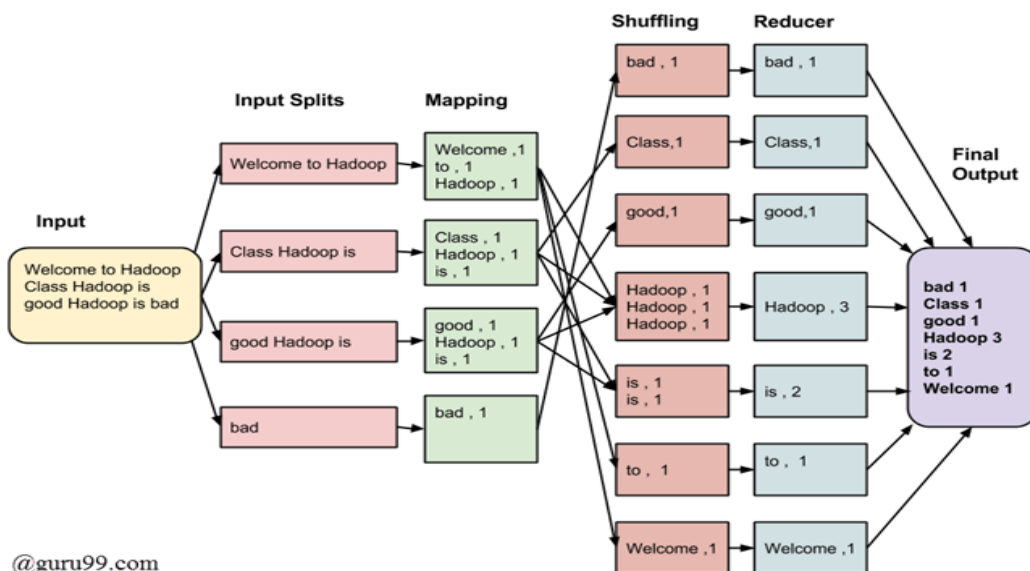 Shuffling
Reducer
Input Splits
Mapping
Input
Final
Output
Welcome to Hadoop
Class Hadoop is
good Hadoop is bad
Welcome to Hadoop
Class Hadoop is
good Hadoop is
bad
Welcome ,1
to , 1
Hadoop , 1
Class , 1
Hadoop , 1
is , 1
good , 1
Hadoop , 1
is , 1
bad , 1
bad , 1
Class,1
good,1
Hadoop , 1
Hadoop , 1
Hadoop , 1
is , 1
is , 1
to , 1
Welcome ,1
bad , 1
Class,1
good,1
Hadoop , 3
is , 2
to , 1
Welcome ,1
bad 1
Class 1
good 1
Hadoop 3
is 2
to 1
Welcome 1
@guru99.com